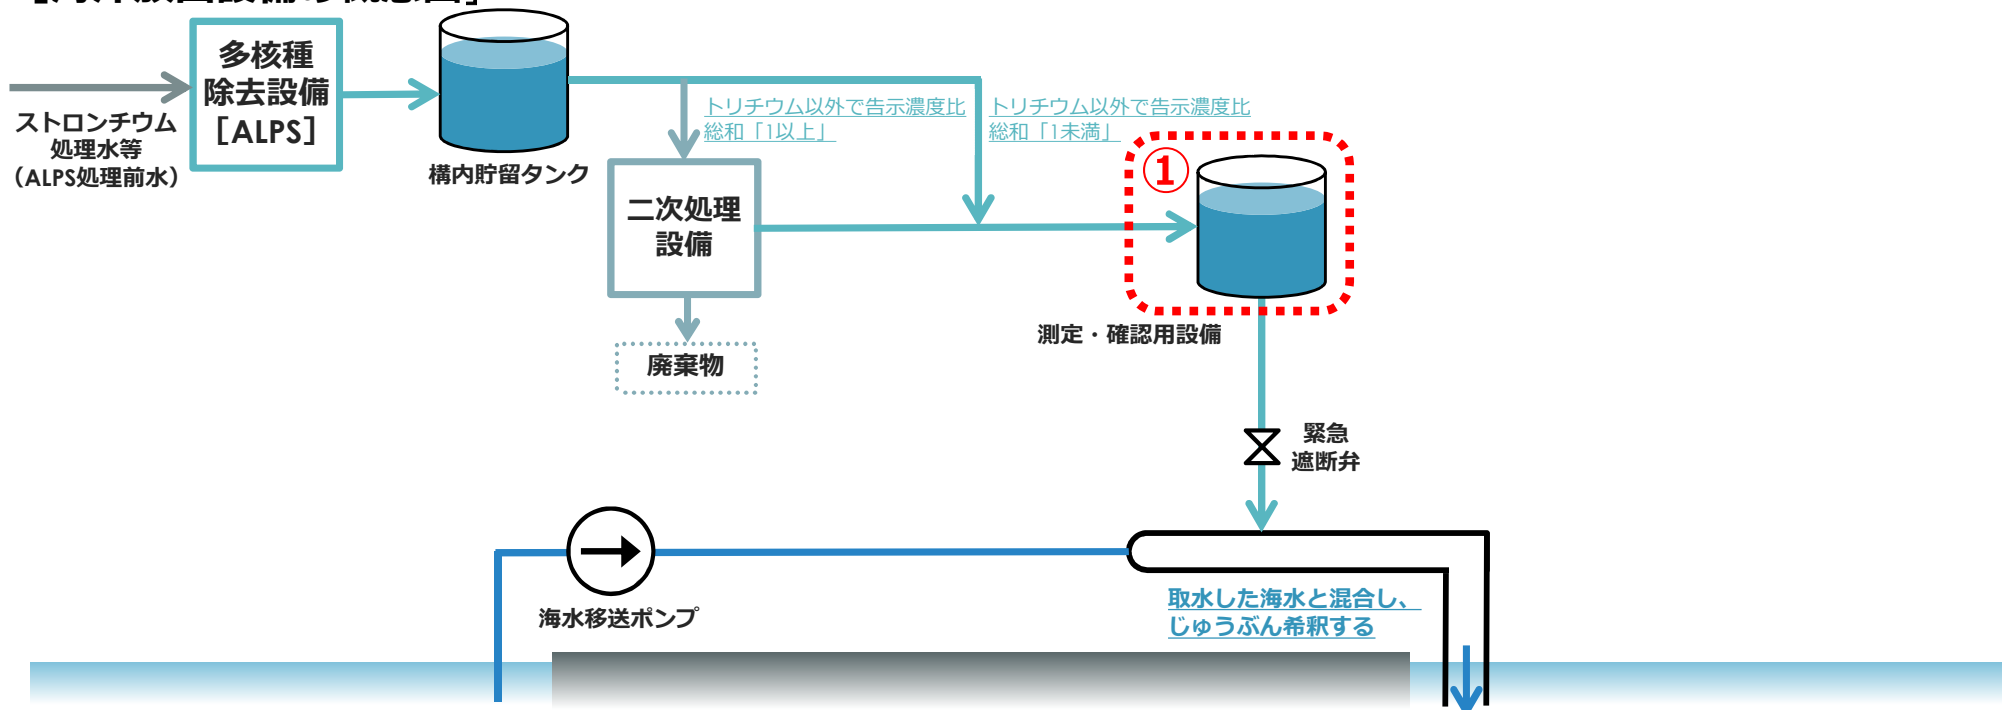 多核種
除去設備
［ALPS］
ストロンチウム
処理水等
（ALPS処理前水）
構内貯留タンク
トリチウム以外で告示濃度比
総和「1以上」
トリチウム以外で告示濃度比
総和「1未満」
①
二次処理
設備
測定・確認用設備
廃棄物
緊急
遮断弁
海水移送ポンプ
取水した海水と混合し、
じゅうぶん希釈する